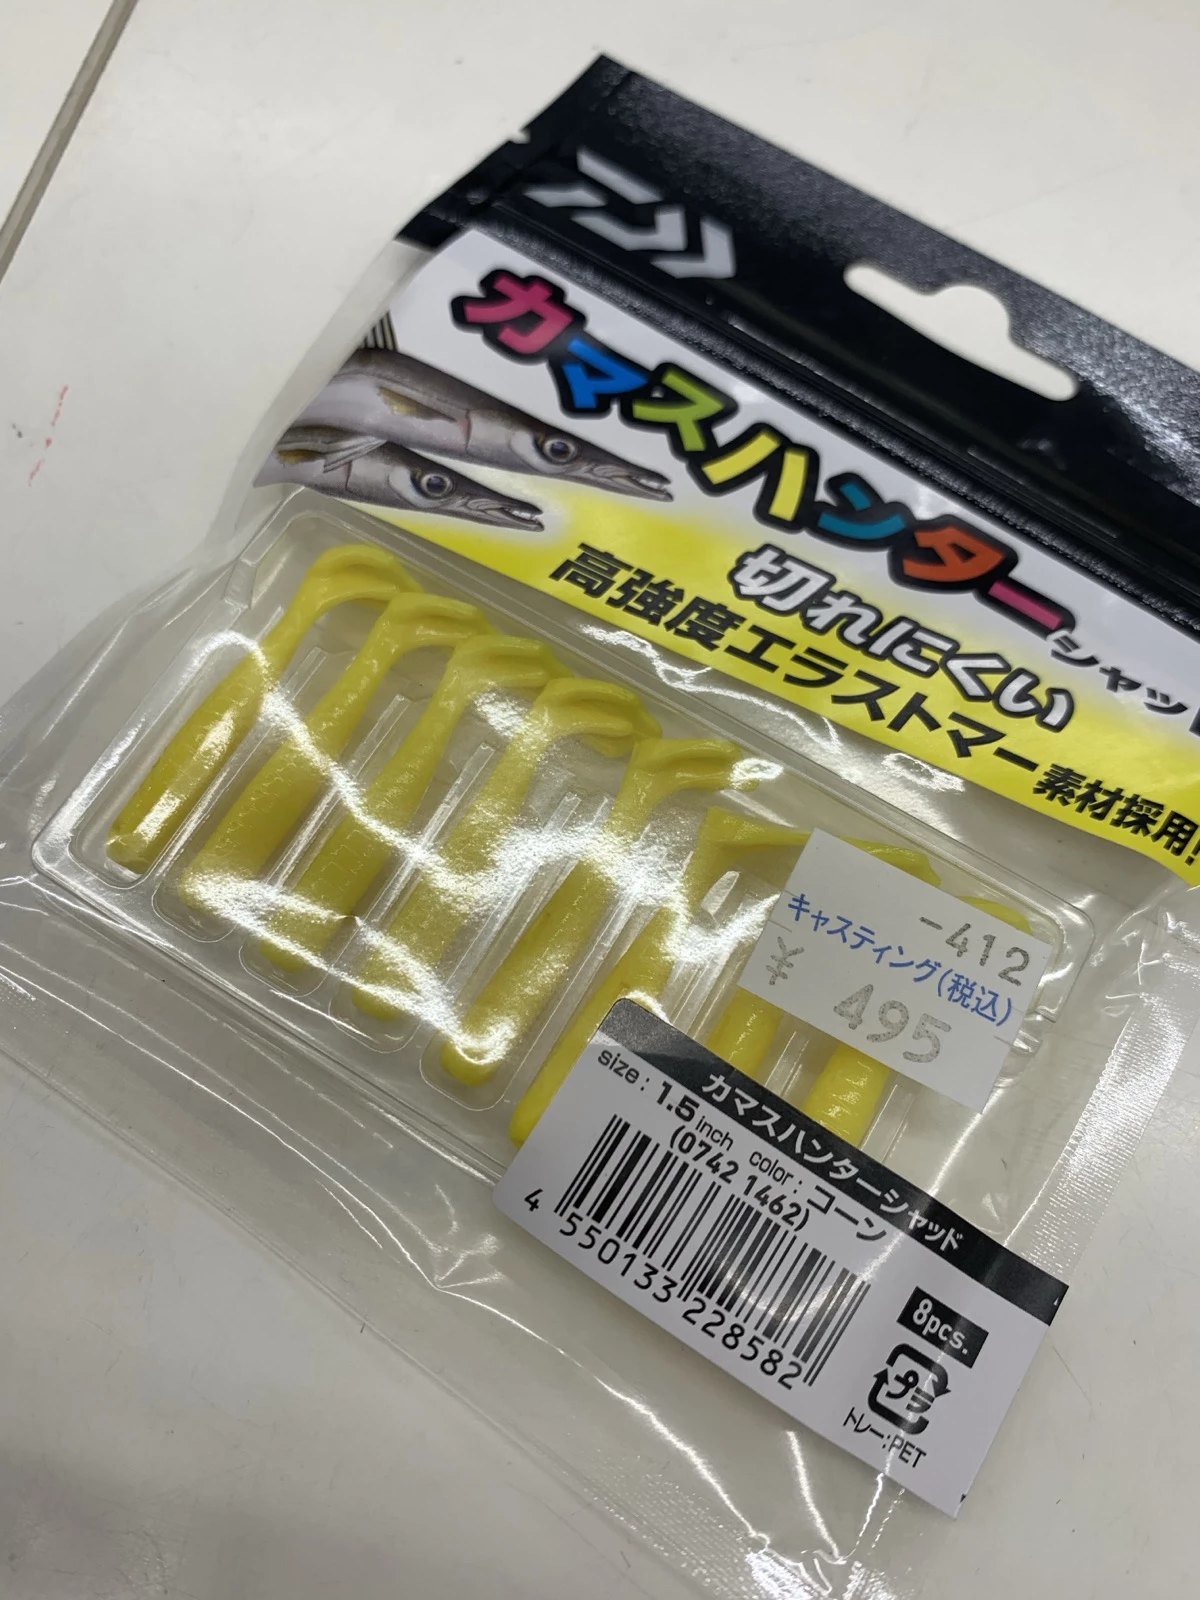 カマスハンター
シャッド
切れにくい
高強度エラストマー素材採用!
-412
キャスティング(税込)
¥ 495
カマスハンターシャッド
size : 1.5 inch color : コーン
(0742 1462)
4 550133 228582
8pcs.
プラ
トレー:PET